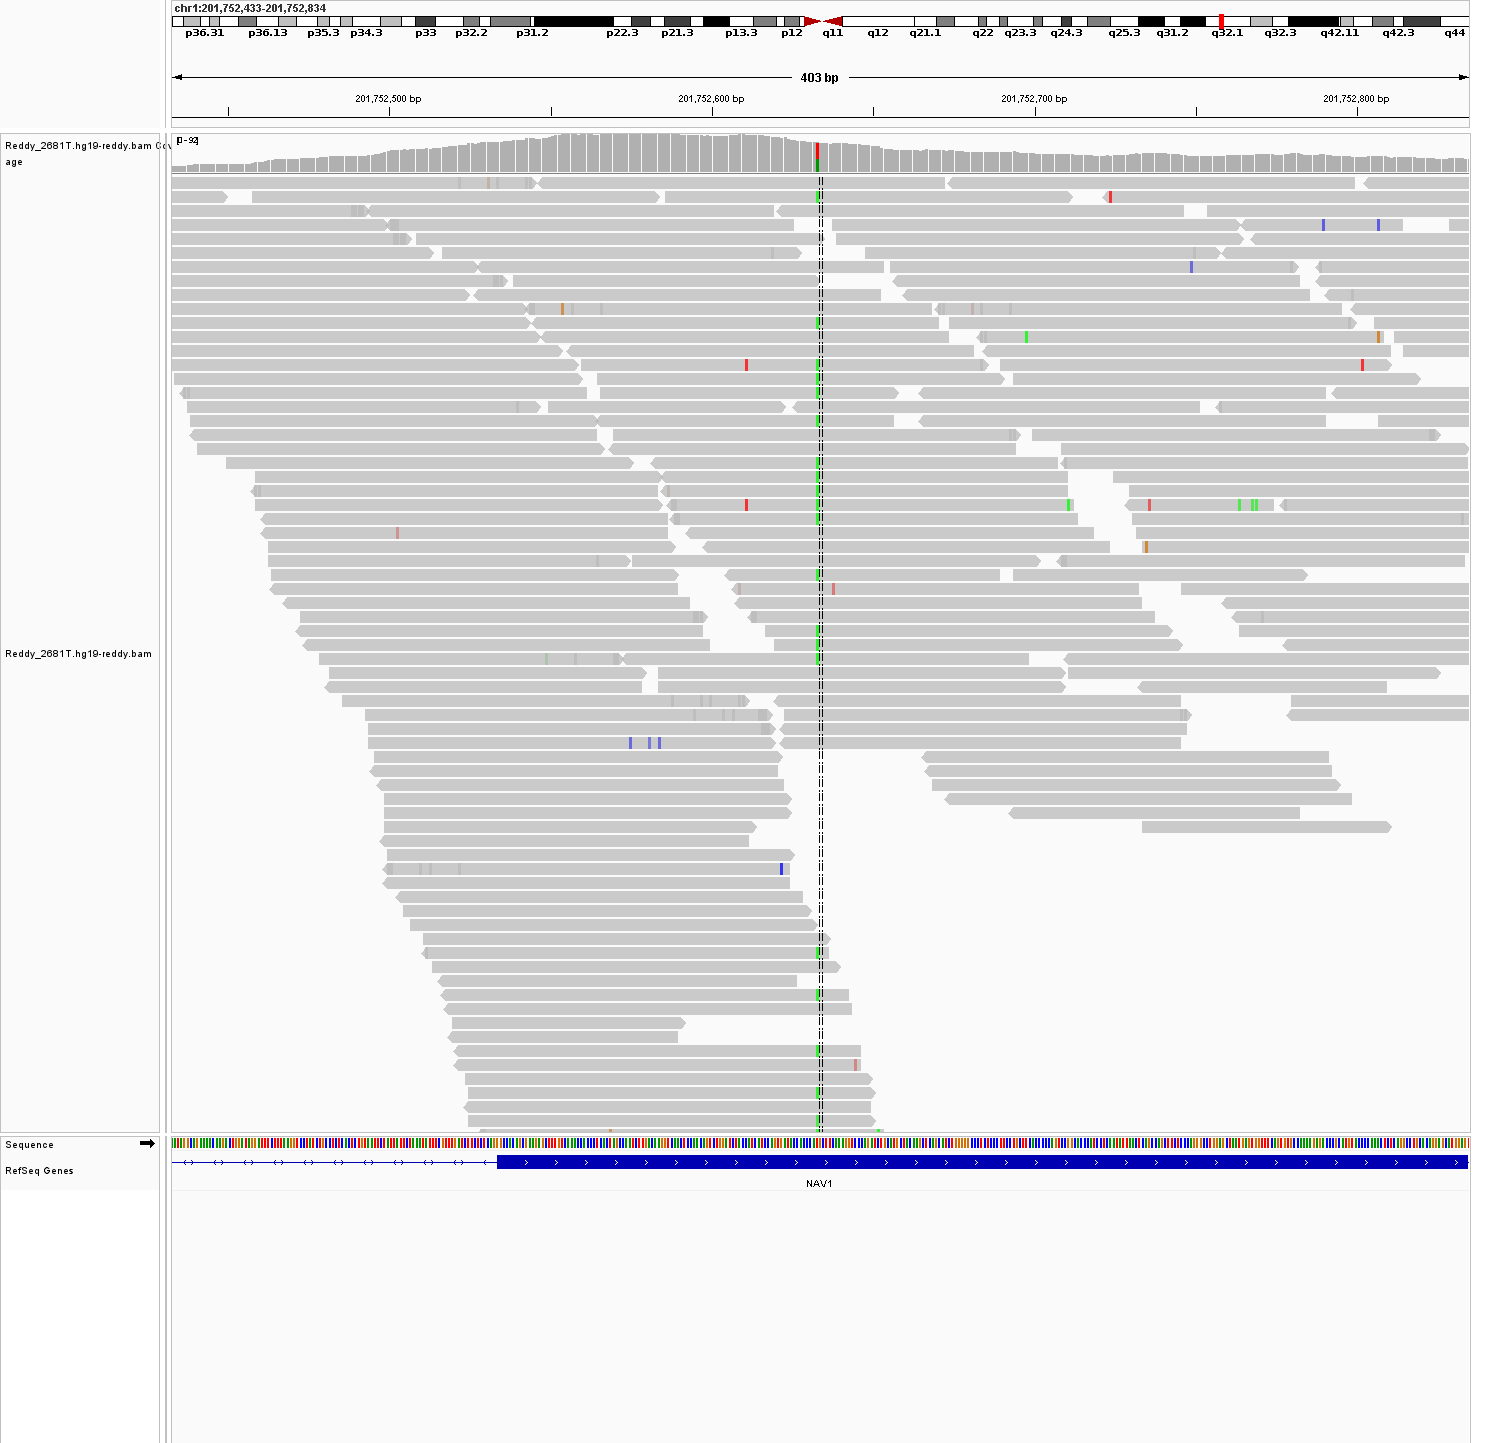 chr1:201,752,433-201,752,834
p36.31 p36.13 p35.3 p34.3 p33 p32.2 p31.2 p22.3 p21.3 p13.3 p12 q11 q12 q21.1 q22 q23.3 q24.3 q25.3 q31.2 q32.1 q32.3 q42.11 q42.3 q44
403 bp
201,752,500 bp 201,752,600 bp 201,752,700 bp 201,752,800 bp
[0 - 92]
Reddy_2681T.hg19-reddy.bam Cov
age
Reddy_2681T.hg19-reddy.bam
Sequence
RefSeq Genes
NAV1